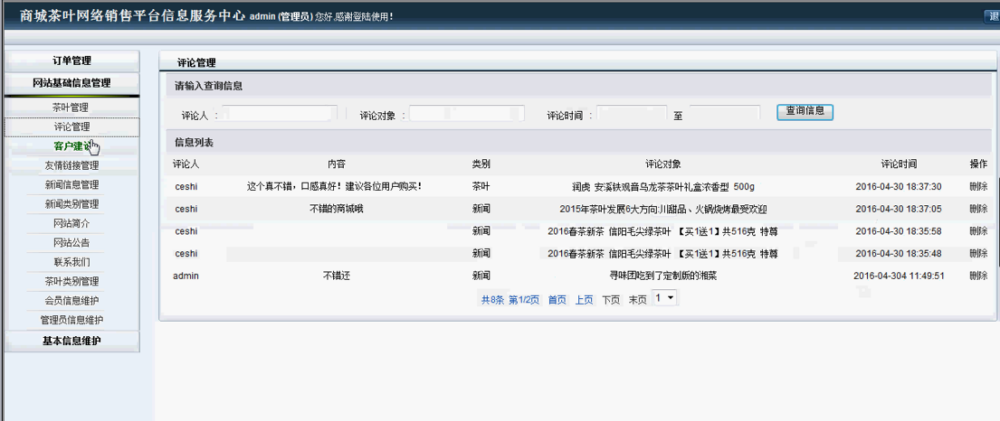 商城茶叶网络销售平台信息服务中心 admin (管理员) 您好,感谢登陆使用！ 退
订单管理
网站基础信息管理
茶叶管理
评论管理
客户建议
友情链接管理
新闻信息管理
新闻类别管理
网站简介
网站公告
联系我们
茶叶类别管理
会员信息维护
管理员信息维护
基本信息维护
评论管理
请输入查询信息
评论人 ： 评论对象 ： 评论时间 ： 至 查询信息
信息列表
评论人 内容 类别 评论对象 评论时间 操作
ceshi 这个真不错，口感真好！建议各位用户购买！ 茶叶 润虎 安溪铁观音乌龙茶茶叶礼盒浓香型 500g 2016-04-30 18:37:30 删除
ceshi 不错的商城哦 新闻 2015年茶叶发展6大方向:川甜品、火锅烧烤最受欢迎 2016-04-30 18:37:05 删除
ceshi 新闻 2016春茶新茶 信阳毛尖绿茶茶叶 【买1送1】共516克 特尊 2016-04-30 18:35:58 删除
ceshi 新闻 2016春茶新茶 信阳毛尖绿茶茶叶 【买1送1】共516克 特尊 2016-04-30 18:35:48 删除
admin 不错还 新闻 寻味团吃到了定制版的湘菜 2016-04-304 11:49:51 删除
共8条 第1/2页 首页 上页 下页 末页 1